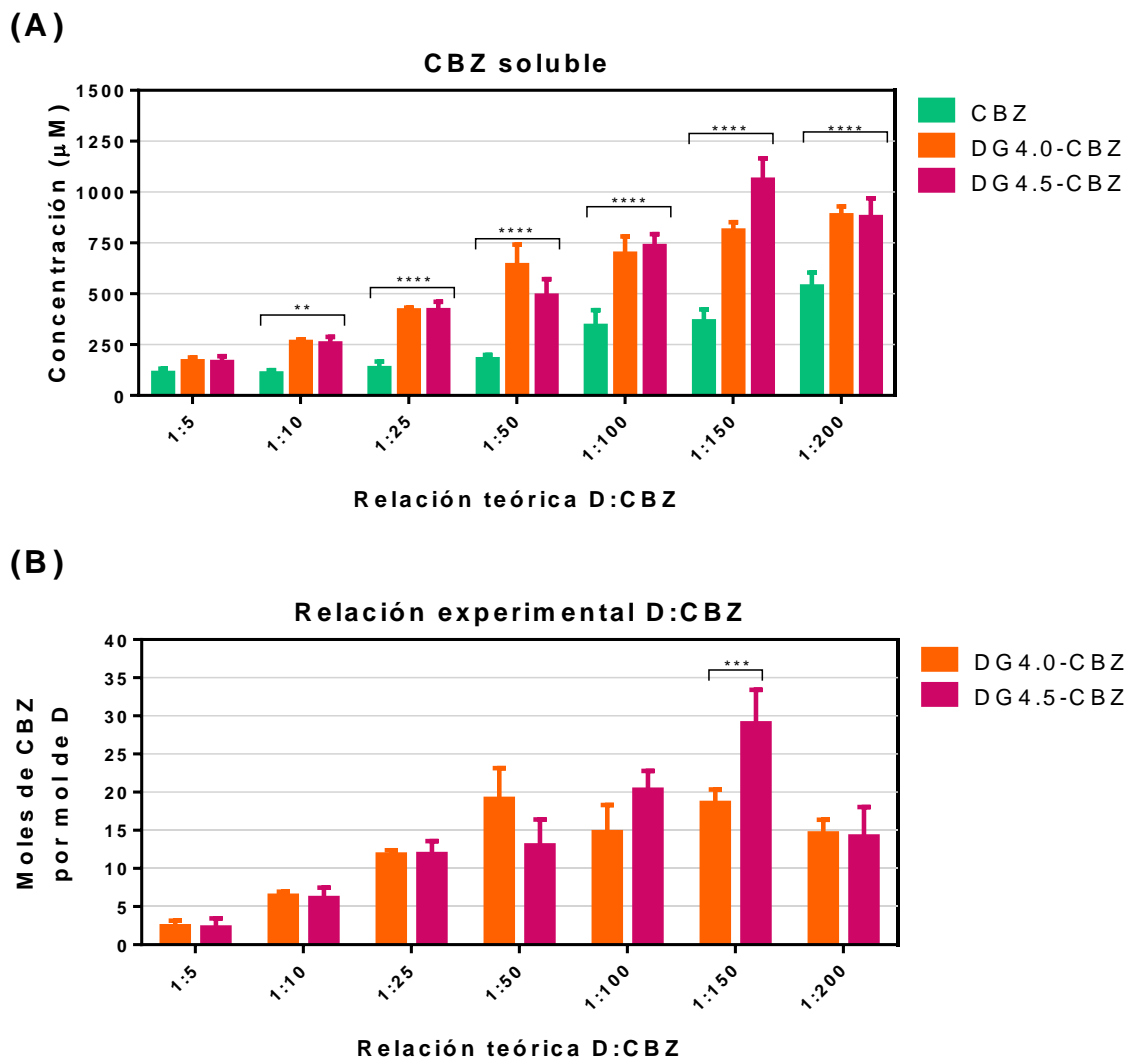 (A)
CBZ soluble
Concentración (µM)
1500
1250
1000
750
500
250
0
**
****
****
****
****
****
1:5
1:10
1:25
1:50
1:100
1:150
1:200
Relación teórica D:CBZ
CBZ
DG4.0-CBZ
DG4.5-CBZ
(B)
Relación experimental D:CBZ
Moles de CBZ
por mol de D
40
35
30
25
20
15
10
5
0
***
1:5
1:10
1:25
1:50
1:100
1:150
1:200
Relación teórica D:CBZ
DG4.0-CBZ
DG4.5-CBZ